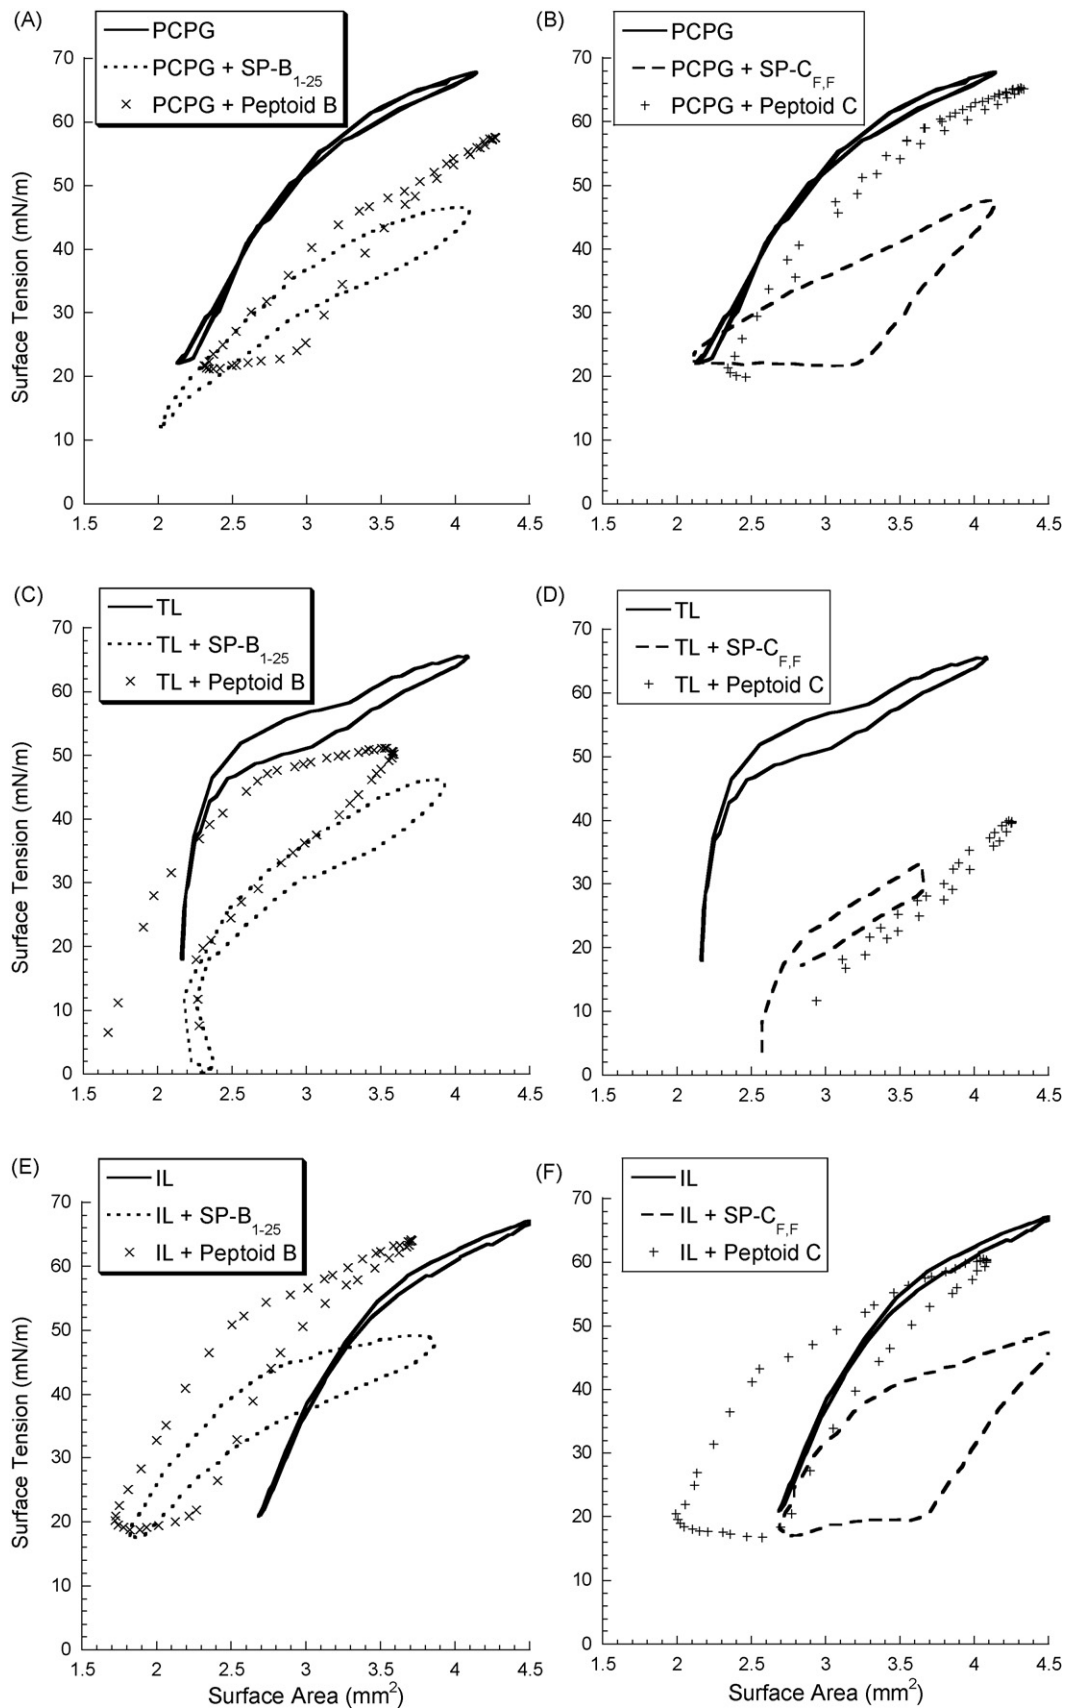 (A)
PCPG
PCPG + SP-B1-25
PCPG + Peptoid B
70
60
50
40
30
20
10
0
1.5 2 2.5 3 3.5 4 4.5
Surface Tension (mN/m)
(B)
PCPG
PCPG + SP-CF,F
PCPG + Peptoid C
70
60
50
40
30
20
10
0
1.5 2 2.5 3 3.5 4 4.5
(C)
TL
TL + SP-B1-25
TL + Peptoid B
70
60
50
40
30
20
10
0
1.5 2 2.5 3 3.5 4 4.5
Surface Tension (mN/m)
(D)
TL
TL + SP-CF,F
TL + Peptoid C
70
60
50
40
30
20
10
0
1.5 2 2.5 3 3.5 4 4.5
(E)
IL
IL + SP-B1-25
IL + Peptoid B
70
60
50
40
30
20
10
0
1.5 2 2.5 3 3.5 4 4.5
Surface Tension (mN/m)
Surface Area (mm2)
(F)
IL
IL + SP-CF,F
IL + Peptoid C
70
60
50
40
30
20
10
0
1.5 2 2.5 3 3.5 4 4.5
Surface Area (mm2)